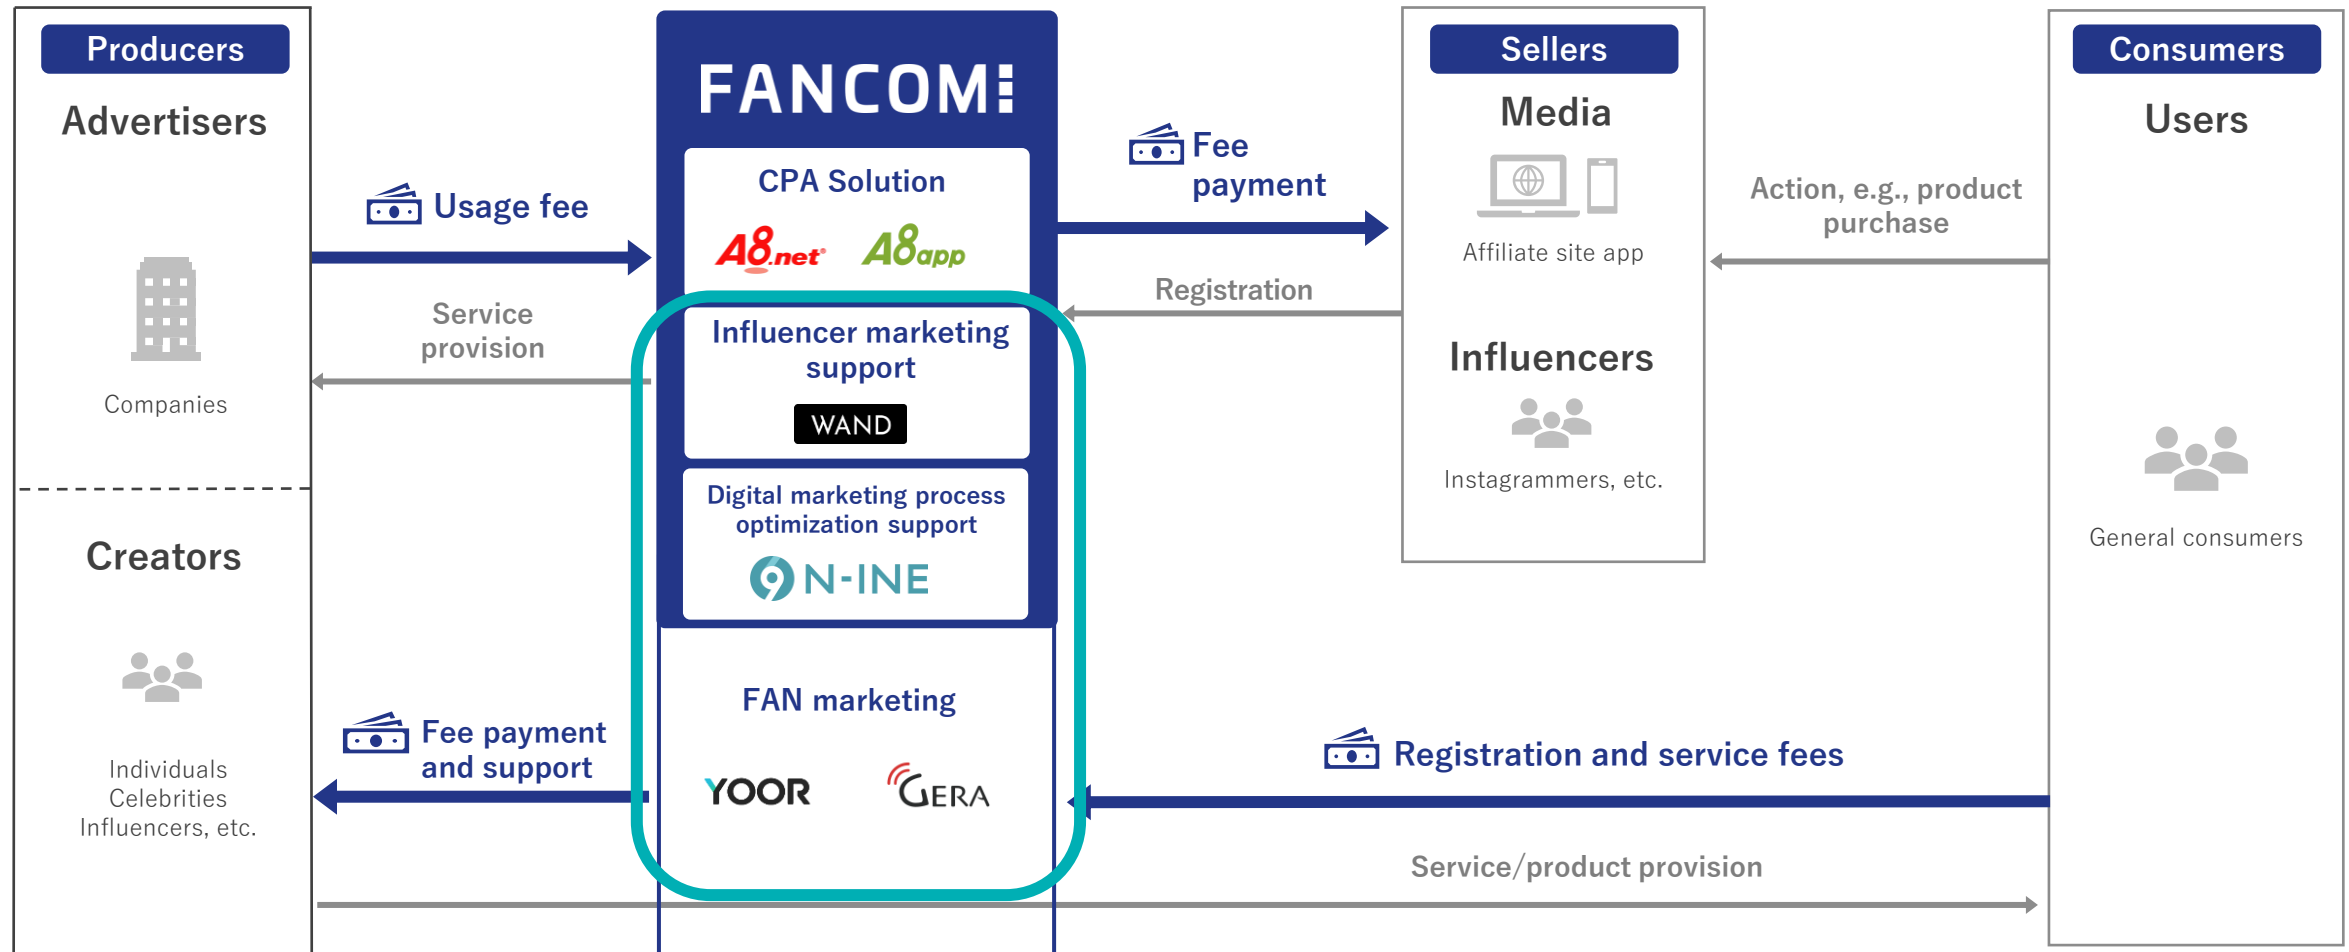 Producers
Advertisers
Companies
Creators
Individuals
Celebrities
Influencers, etc.
Usage fee
Service
provision
Fee payment
and support
FANCOMI
CPA Solution
A8.net®
A8app
Influencer marketing
support
WAND
Digital marketing process
optimization support
N-INE
FAN marketing
YOOR
GERA
Fee
payment
Registration
Sellers
Media
Affiliate site app
Influencers
Instagrammers, etc.
Action, e.g., product
purchase
Registration and service fees
Service/product provision
Consumers
Users
General consumers